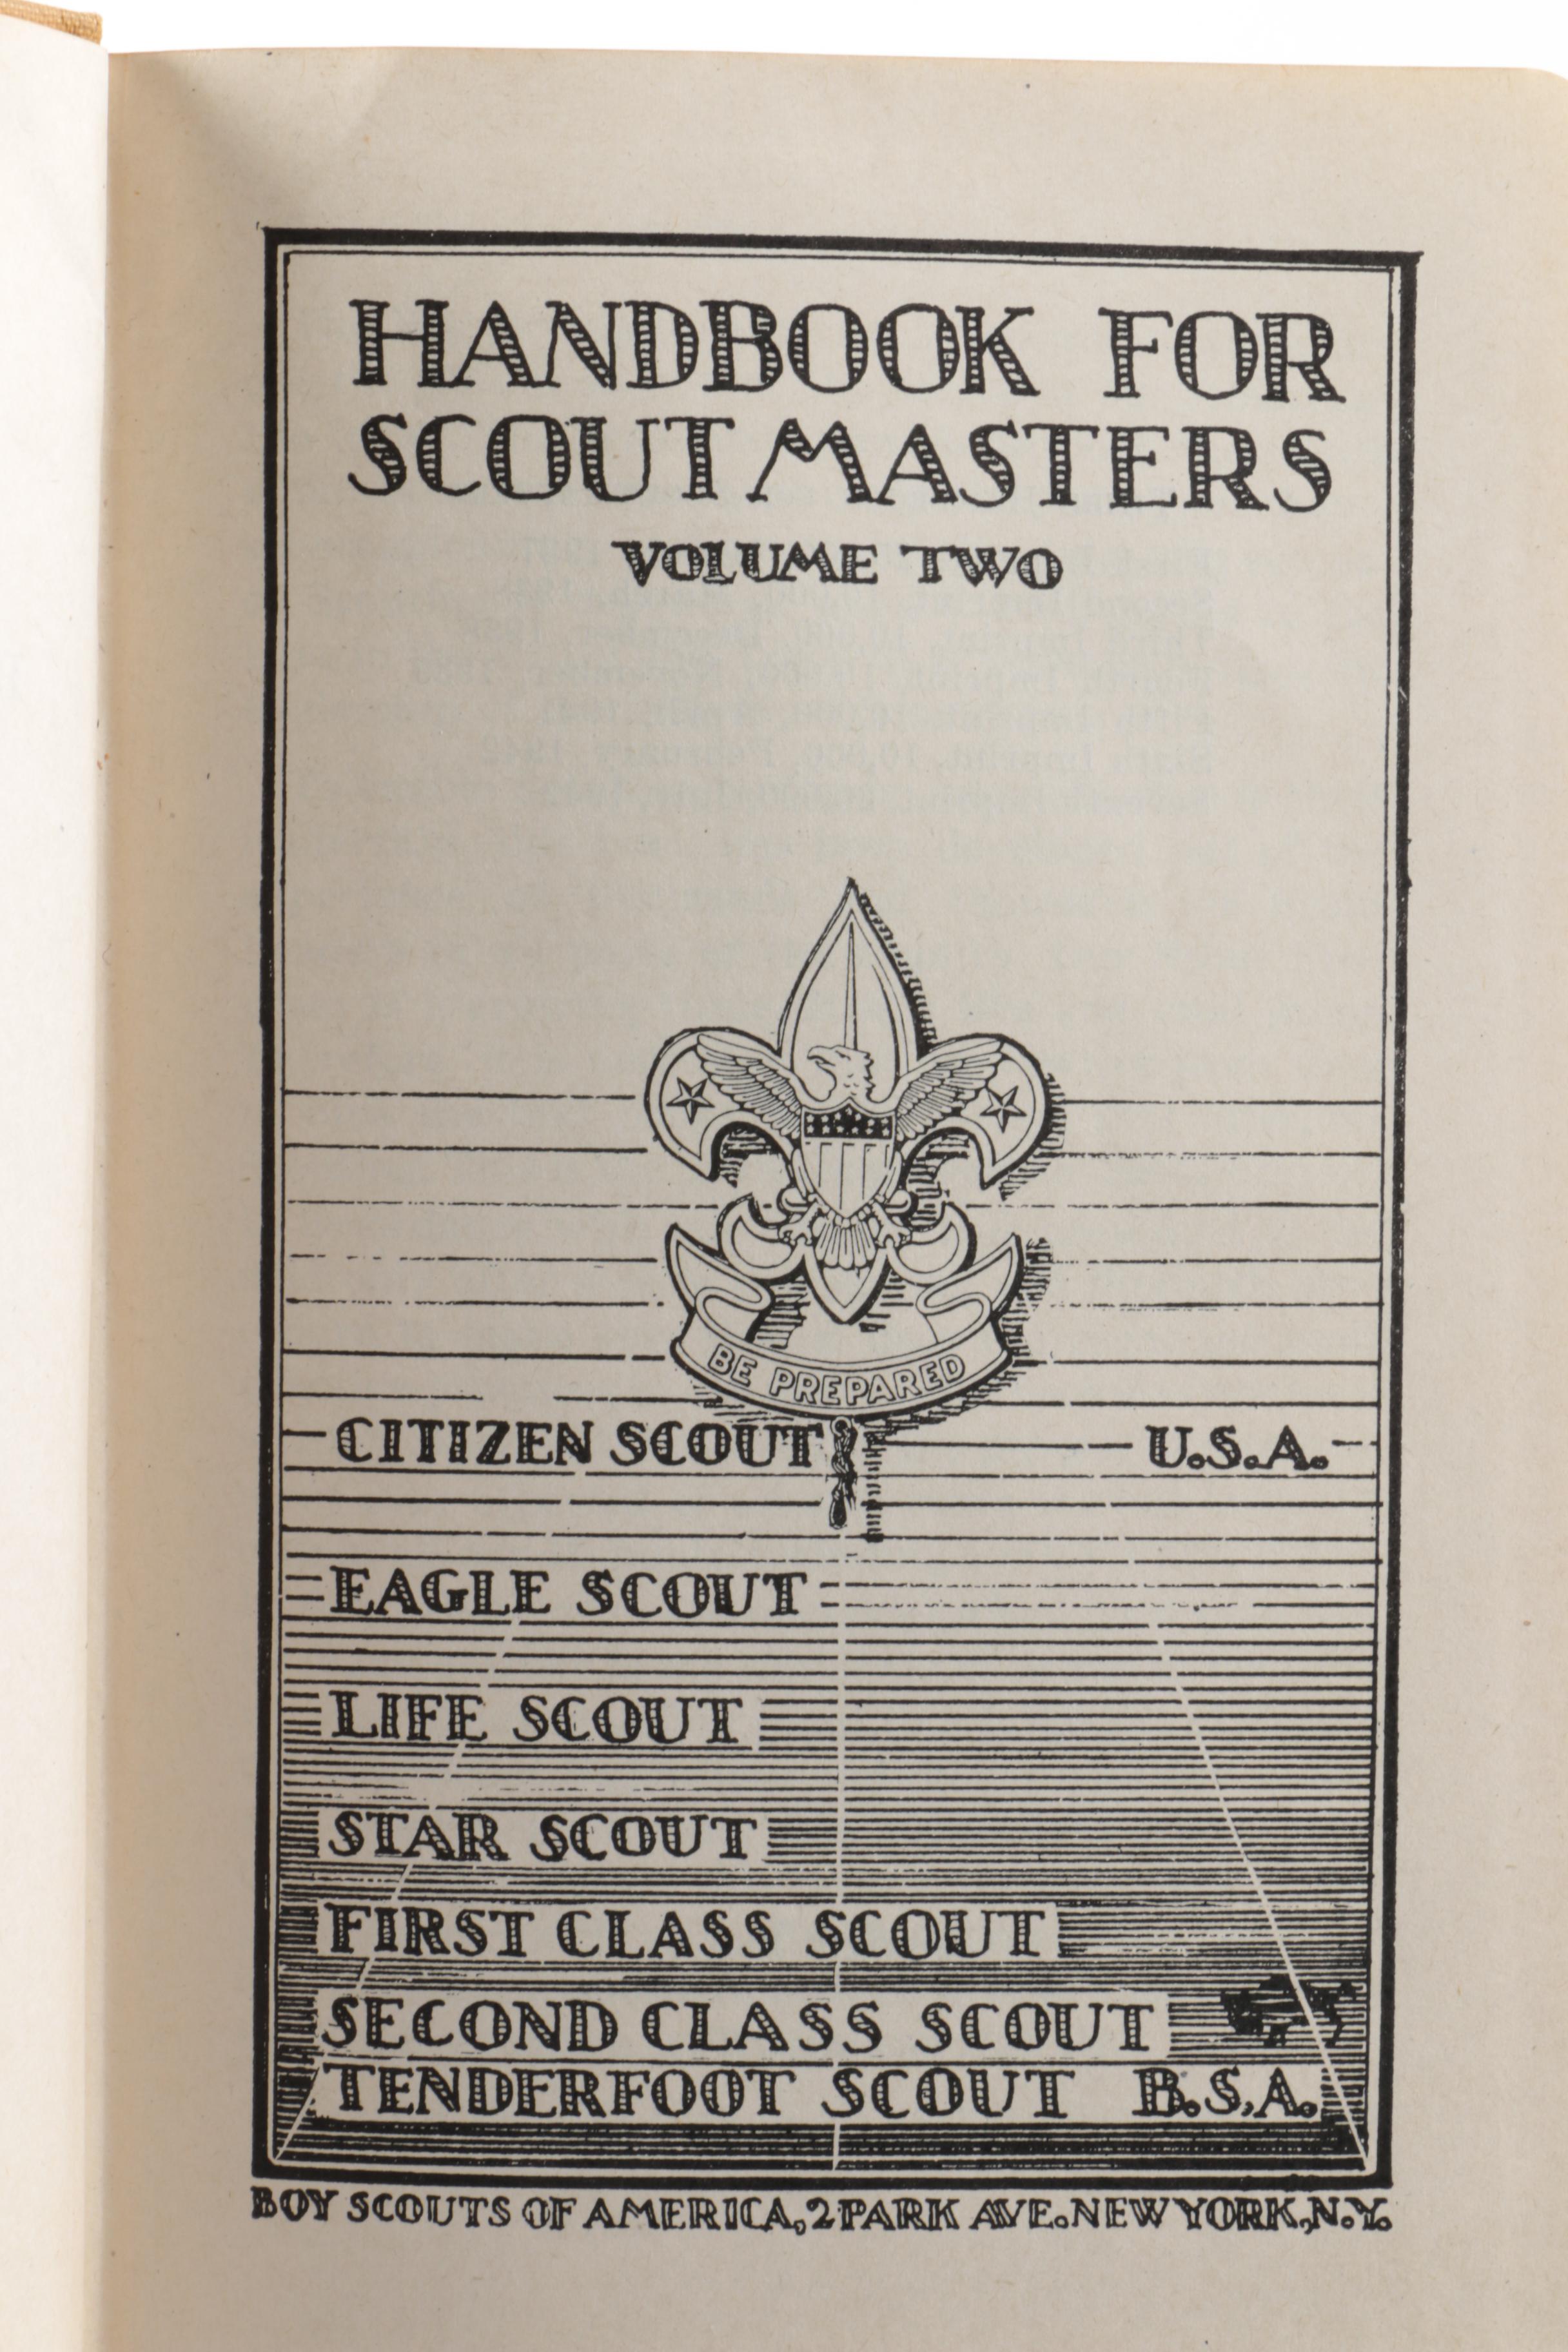 HANDBOOK FOR
SCOUTMASTERS
VOLUME TWO
BE PREPARED
CITIZEN SCOUT U.S.A.
EAGLE SCOUT
LIFE SCOUT
STAR SCOUT
FIRST CLASS SCOUT
SECOND CLASS SCOUT
TENDERFOOT SCOUT B.S.A.
BOY SCOUTS OF AMERICA, 2 PARK AVE. NEW YORK, N.Y.